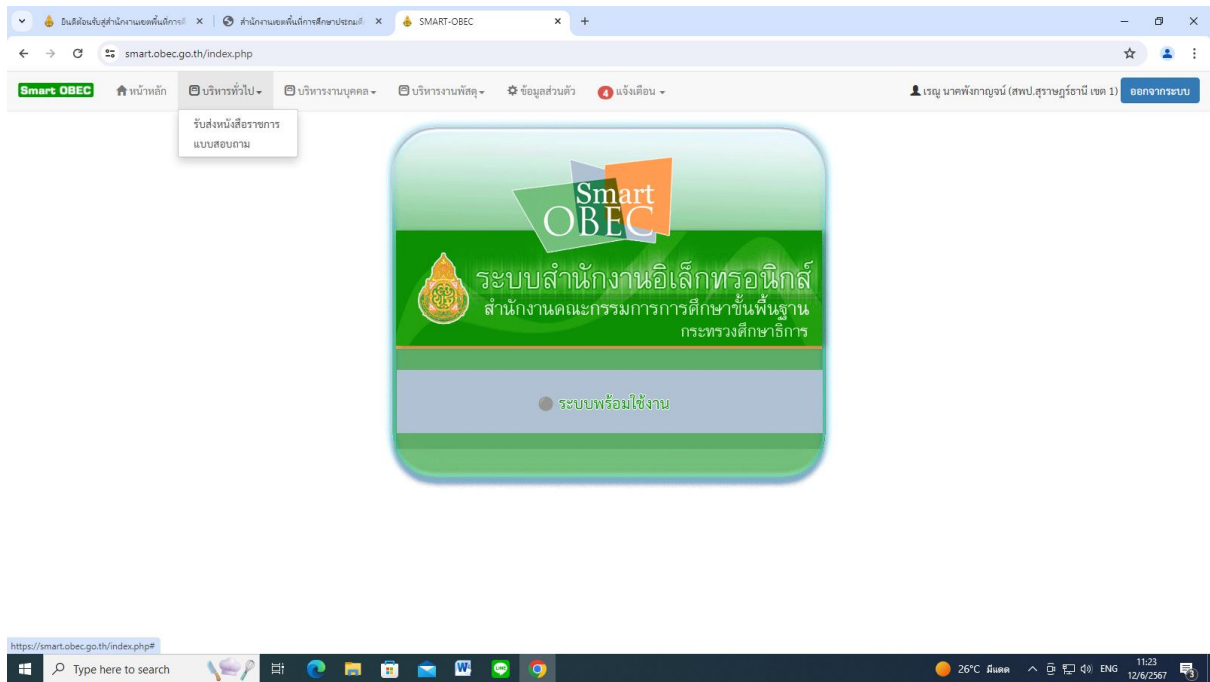 อินดิต้อนรับสู่สำนักงานเขตพื้นที่การศึ
สำนักงานเขตพื้นที่การศึกษาประถมศึ
SMART-OBEC
smart.obec.go.th/index.php
Smart OBEC หน้าหลัก บริหารทั่วไป บริหารงานบุคคล บริหารงานพัสดุ ข้อมูลส่วนตัว 4 แจ้งเตือน เรณู นาคพังกาญจน์ (สพป.สุราษฎร์ธานี เขต 1) ออกจากระบบ
รับส่งหนังสือราชการ
แบบสอบถาม
Smart
OBEC
ระบบสำนักงานอิเล็กทรอนิกส์
สำนักงานคณะกรรมการการศึกษาขั้นพื้นฐาน
กระทรวงศึกษาธิการ
ระบบพร้อมใช้งาน
https://smart.obec.go.th/index.php#
Type here to search 26°C มีแดด ENG 11:23
12/6/2567 3